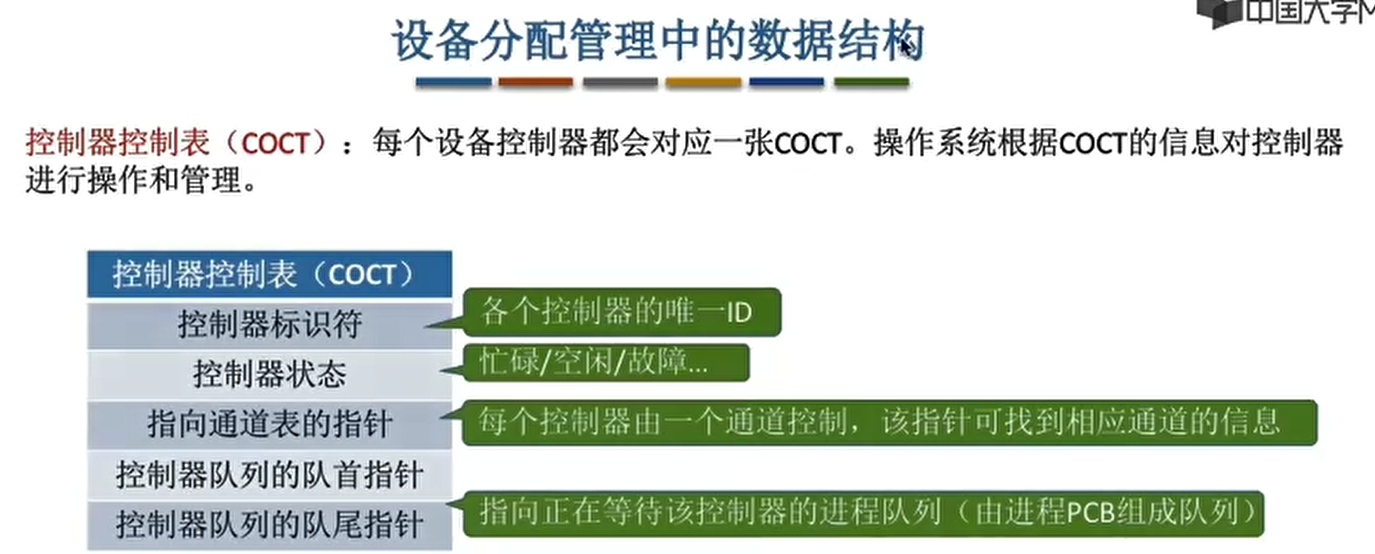 中国大学M
设备分配管理中的数据结构
控制器控制表（COCT）：每个设备控制器都会对应一张COCT。操作系统根据COCT的信息对控制器
进行操作和管理。
控制器控制表（COCT）
控制器标识符
各个控制器的唯一ID
控制器状态
忙碌/空闲/故障...
指向通道表的指针
每个控制器由一个通道控制，该指针可找到相应通道的信息
控制器队列的队首指针
控制器队列的队尾指针
指向正在等待该控制器的进程队列（由进程PCB组成队列）